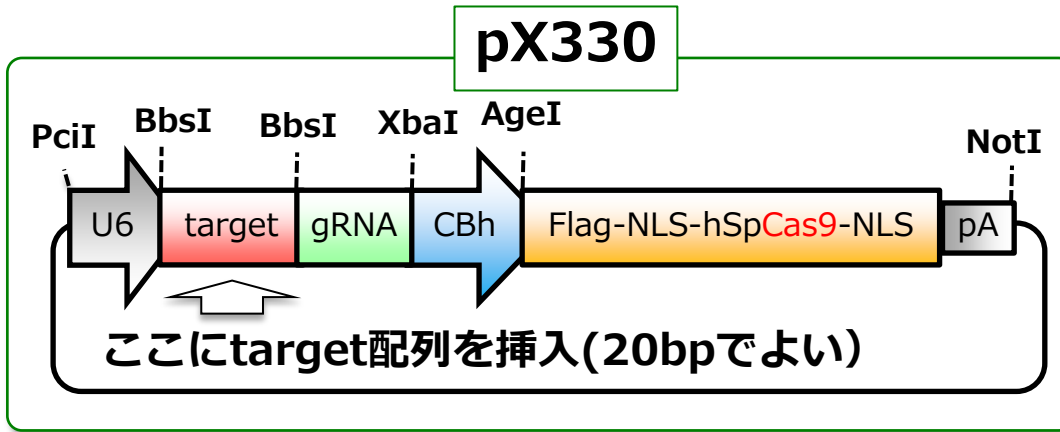 pX330
PciI
BbsI
BbsI
XbaI
AgeI
NotI
U6
target
gRNA
CBh
Flag-NLS-hSpCas9-NLS
pA
ここにtarget配列を挿入(20bpでよい）